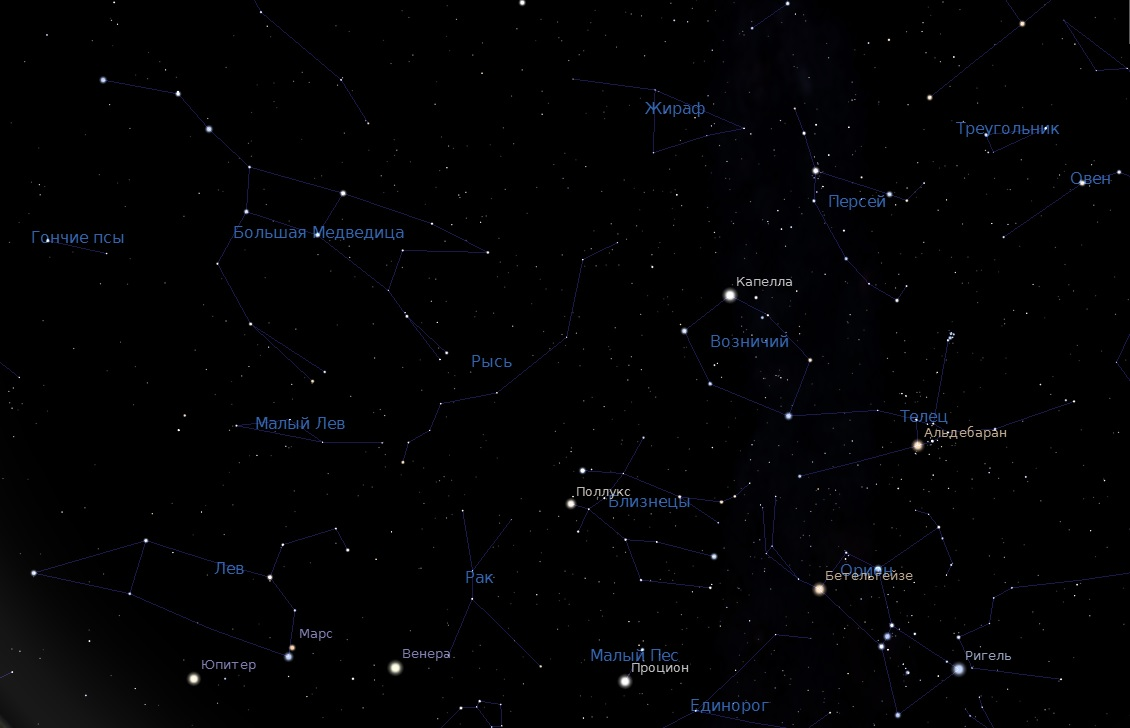 Жираф
Треугольник
Овен
Персей
Большая Медведица
Гончие псы
Капелла
Возничий
Рысь
Телец
Малый Лев
Альдебаран
Поллукс
Близнецы
Лев
Рак
Орион
Бетельгейзе
Марс
Венера
Малый Пес
Ригель
Юпитер
Процион
Единорог